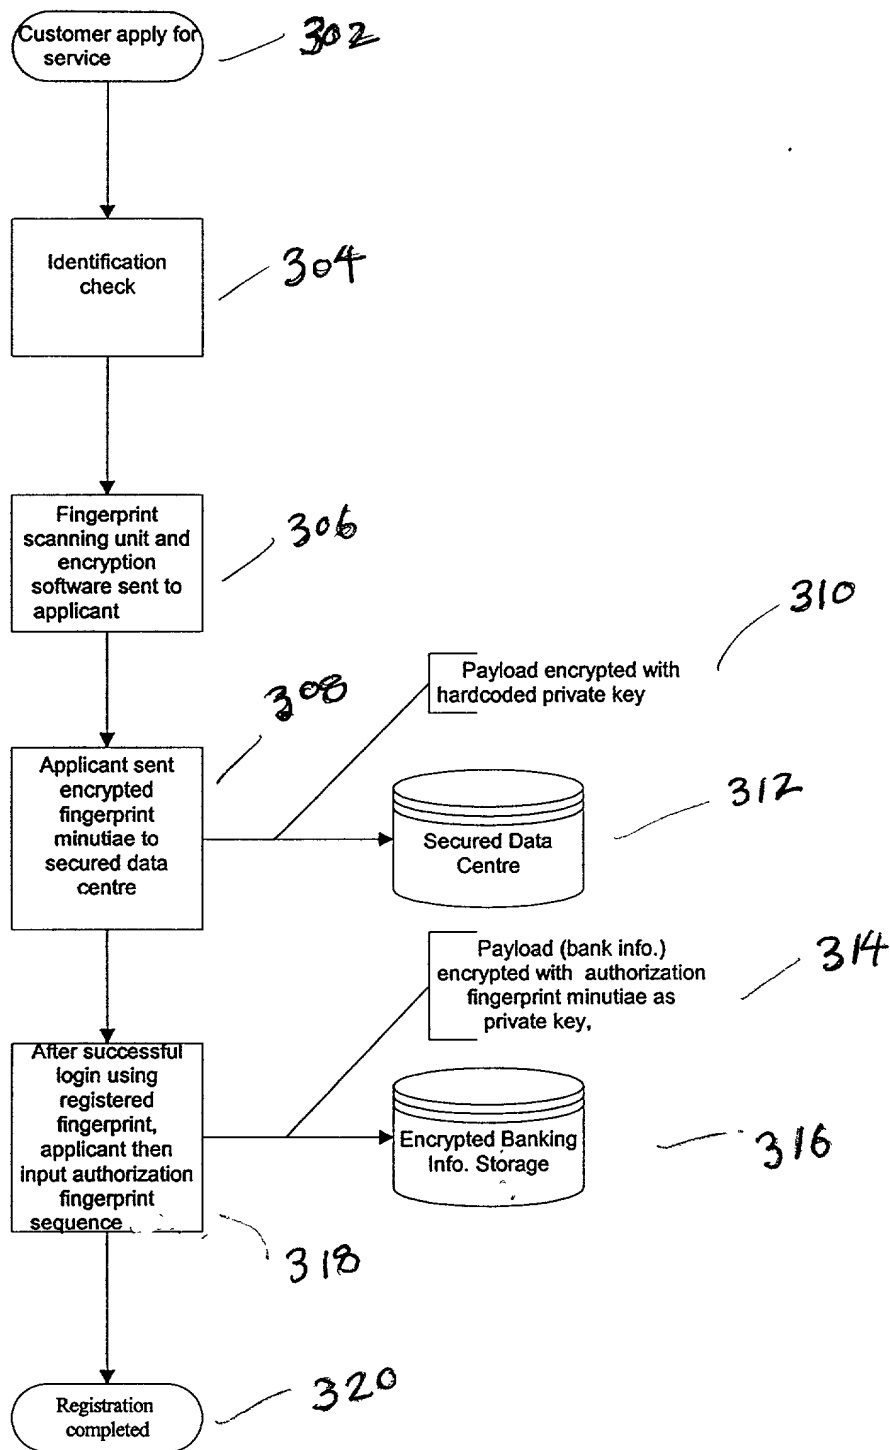 Customer apply for
service
302
Identification
check
304
Fingerprint
scanning unit and
encryption
software sent to
applicant
306
310
Payload encrypted with
hardcoded private key
308
Applicant sent
encrypted
fingerprint
minutiae to
secured data
centre
312
Secured Data
Centre
314
Payload (bank info.)
encrypted with authorization
fingerprint minutiae as
private key,
After successful
login using
registered
fingerprint,
applicant then
input authorization
fingerprint
sequence
Encrypted Banking
Info. Storage
316
318
Registration
completed
320